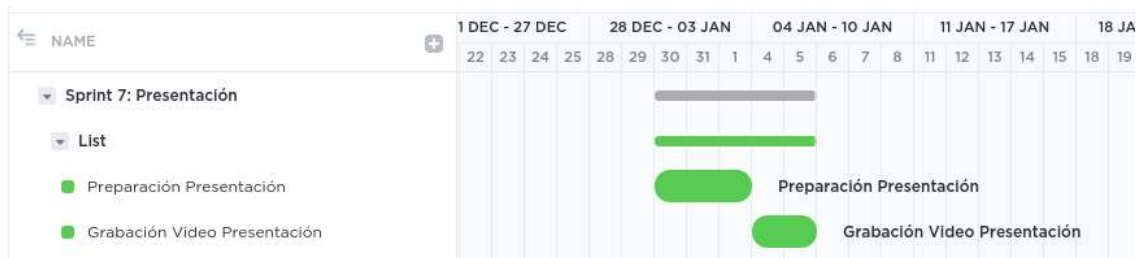 NAME
1 DEC - 27 DEC 28 DEC - 03 JAN 04 JAN - 10 JAN 11 JAN - 17 JAN 18 JA
22 23 24 25 28 29 30 31 1 4 5 6 7 8 11 12 13 14 15 18 19
Sprint 7: Presentación
List
Preparación Presentación Preparación Presentación
Grabación Video Presentación Grabación Video Presentación